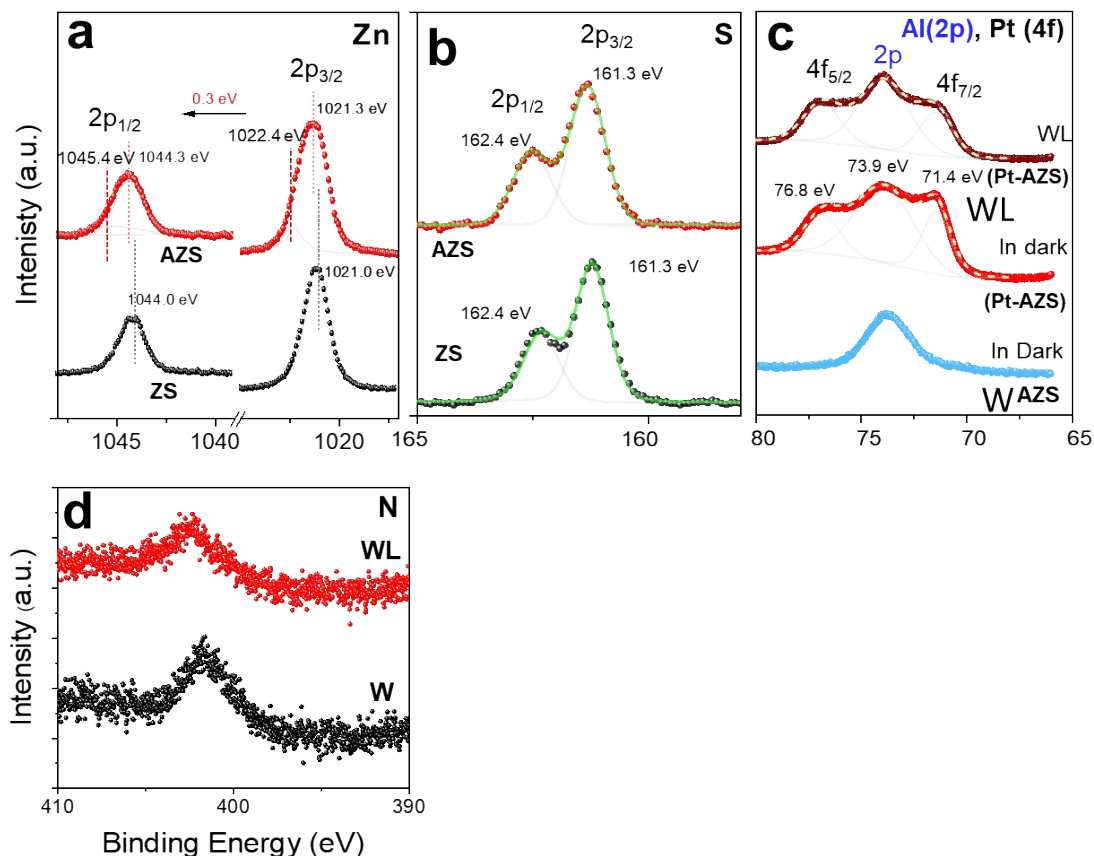 a
Zn
2p3/2
0.3 eV
1021.3 eV
2p1/2
1022.4 eV
1045.4 eV
1044.3 eV
AZS
1021.0 eV
1044.0 eV
ZS
1045
1040
1020
Intenisty (a.u.)
b
S
2p3/2
161.3 eV
2p1/2
162.4 eV
AZS
161.3 eV
162.4 eV
ZS
165
160
c
Al(2p), Pt (4f)
4f5/2
2p
4f7/2
WL
(Pt-AZS)
73.9 eV
71.4 eV
76.8 eV
WL
In dark
(Pt-AZS)
In Dark
W AZS
80
75
70
65
d
N
WL
W
Intensity (a.u.)
410
400
390
Binding Energy (eV)